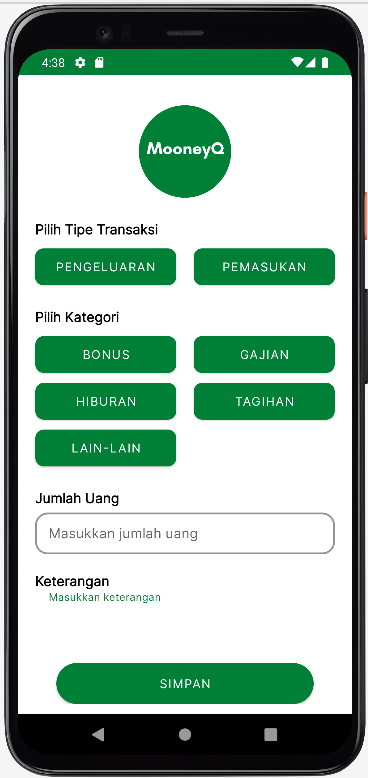 4:38
MooneyQ
Pilih Tipe Transaksi
PENGELUARAN PEMASUKAN
Pilih Kategori
BONUS GAJIAN
HIBURAN TAGIHAN
LAIN-LAIN
Jumlah Uang
Masukkan jumlah uang
Keterangan
Masukkan keterangan
SIMPAN